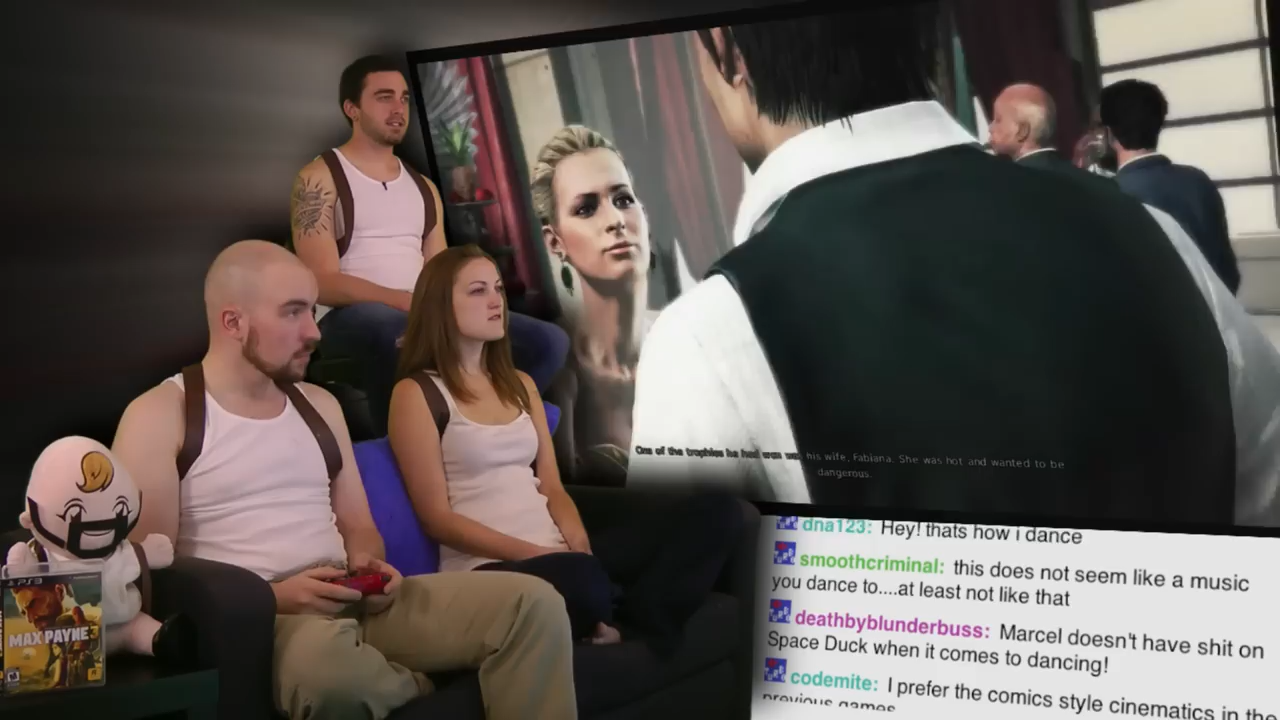 One of the trophies he had won was his wife, Fabiana. She was hot and wanted to be
dangerous.
dna123: Hey! thats how i dance
smoothcriminal: this does not seem like a music
you dance to....at least not like that
deathbyblunderbuss: Marcel doesn't have shit on
Space Duck when it comes to dancing!
codemite: I prefer the comics style cinematics in the
previous games
PS3
MAX PAYNE 3